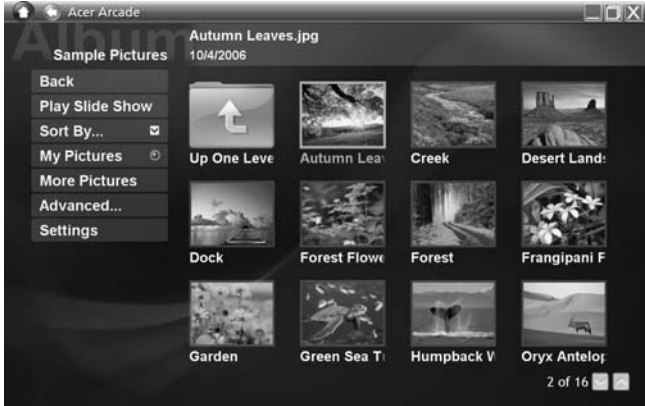 Acer Arcade
Album
Autumn Leaves.jpg
10/4/2006
Sample Pictures
Back
Play Slide Show
Sort By...
My Pictures
More Pictures
Advanced...
Settings
Up One Leve
Autumn Lea
Creek
Desert Lands
Dock
Forest Flowe
Forest
Frangipani F
Garden
Green Sea T
Humpback W
Oryx Antelop
2 of 16